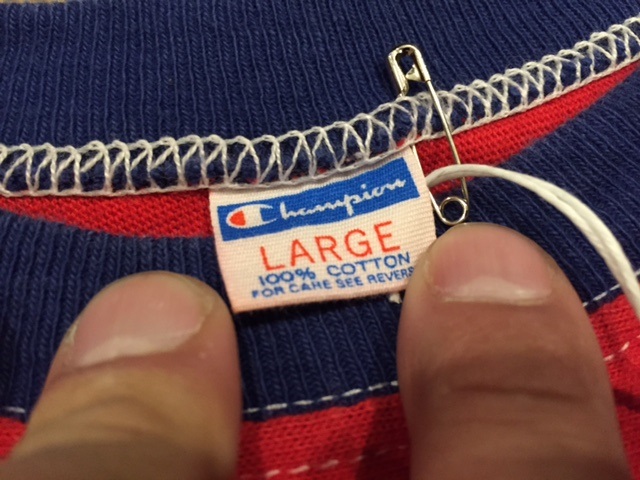 Champion
LARGE
100% COTTON
FOR CARE SEE REVERS